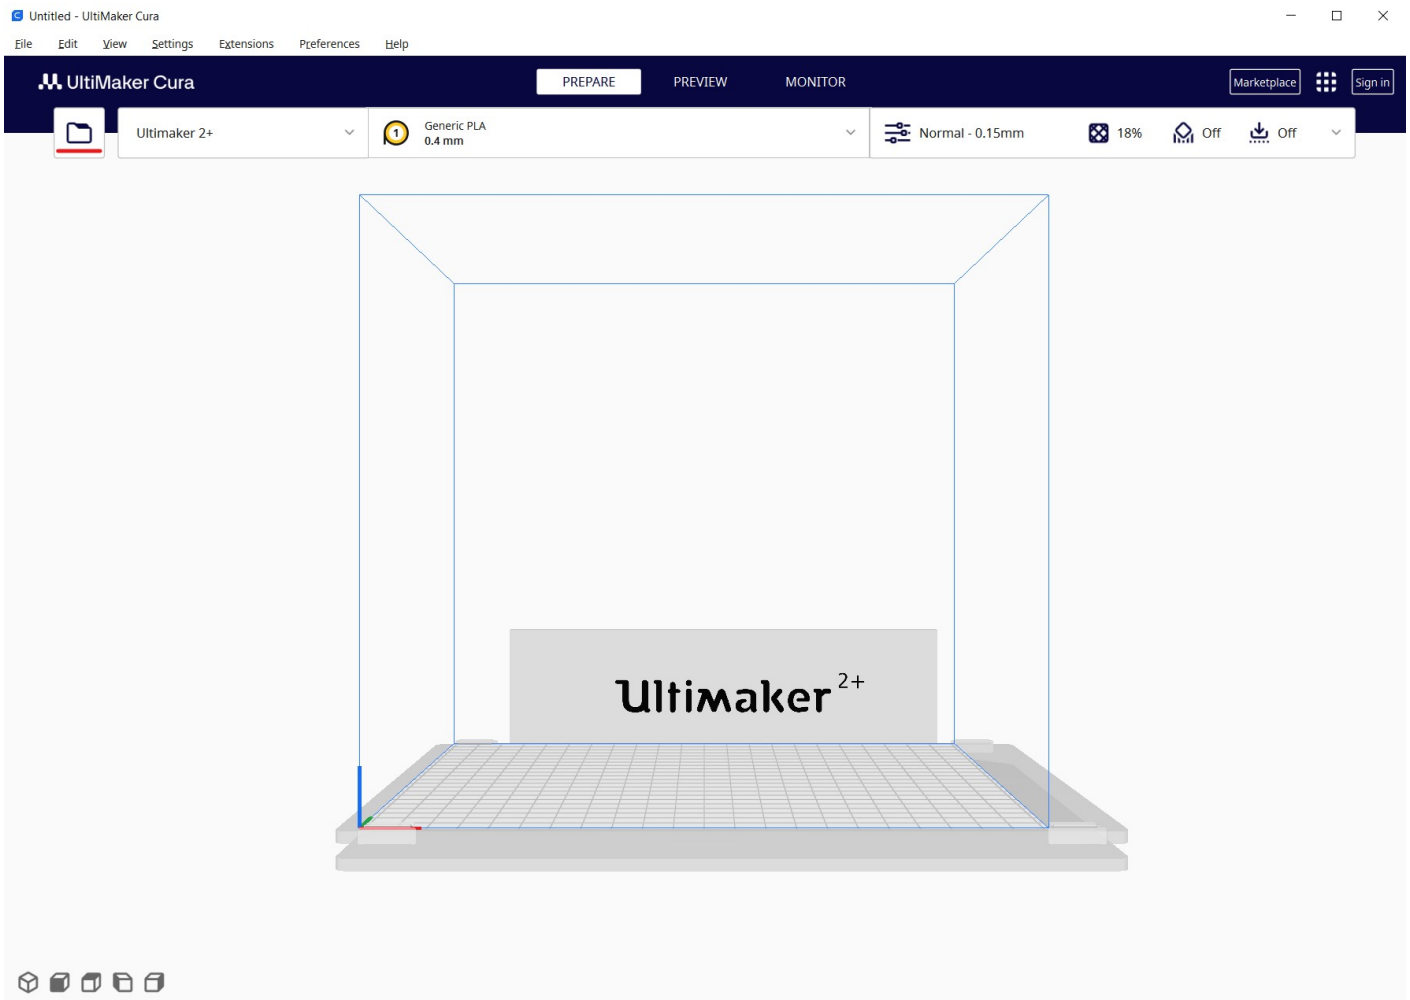 Untitled - UltiMaker Cura
File Edit View Settings Extensions Preferences Help
UltiMaker Cura PREPARE PREVIEW MONITOR Marketplace Sign in
Ultimaker 2+ 1 Generic PLA Normal - 0.15mm 18% Off Off
0.4 mm
Ultimaker 2+